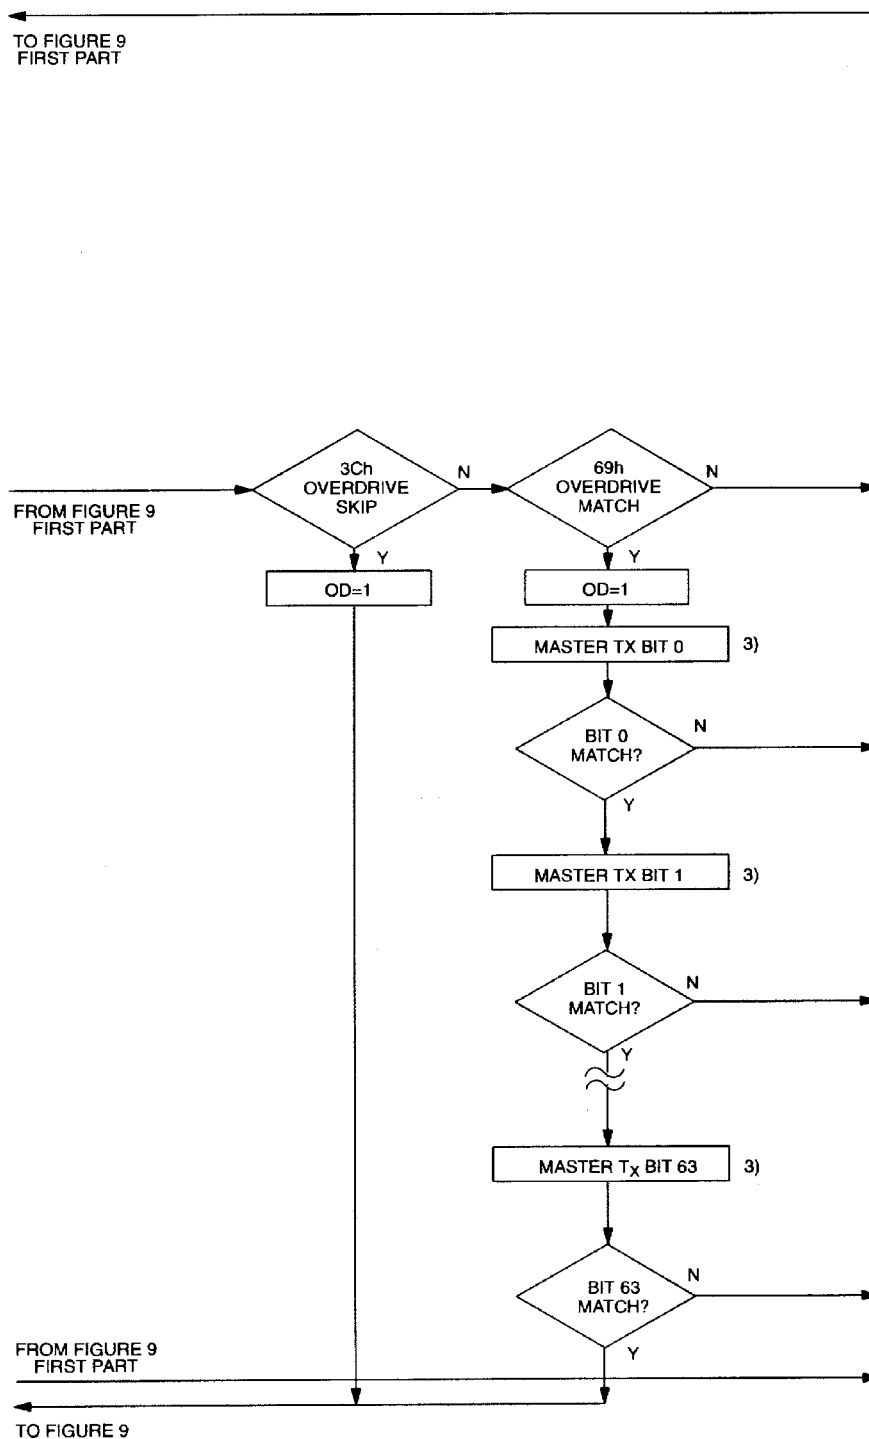 TO FIGURE 9
FIRST PART
3Ch
OVERDRIVE
SKIP
N
69h
OVERDRIVE
MATCH
N
FROM FIGURE 9
FIRST PART
Y
Y
OD=1
OD=1
MASTER TX BIT 0
3)
BIT 0
MATCH?
N
Y
MASTER TX BIT 1
3)
BIT 1
MATCH?
N
Y
MASTER TX BIT 63
3)
BIT 63
MATCH?
N
Y
FROM FIGURE 9
FIRST PART
TO FIGURE 9